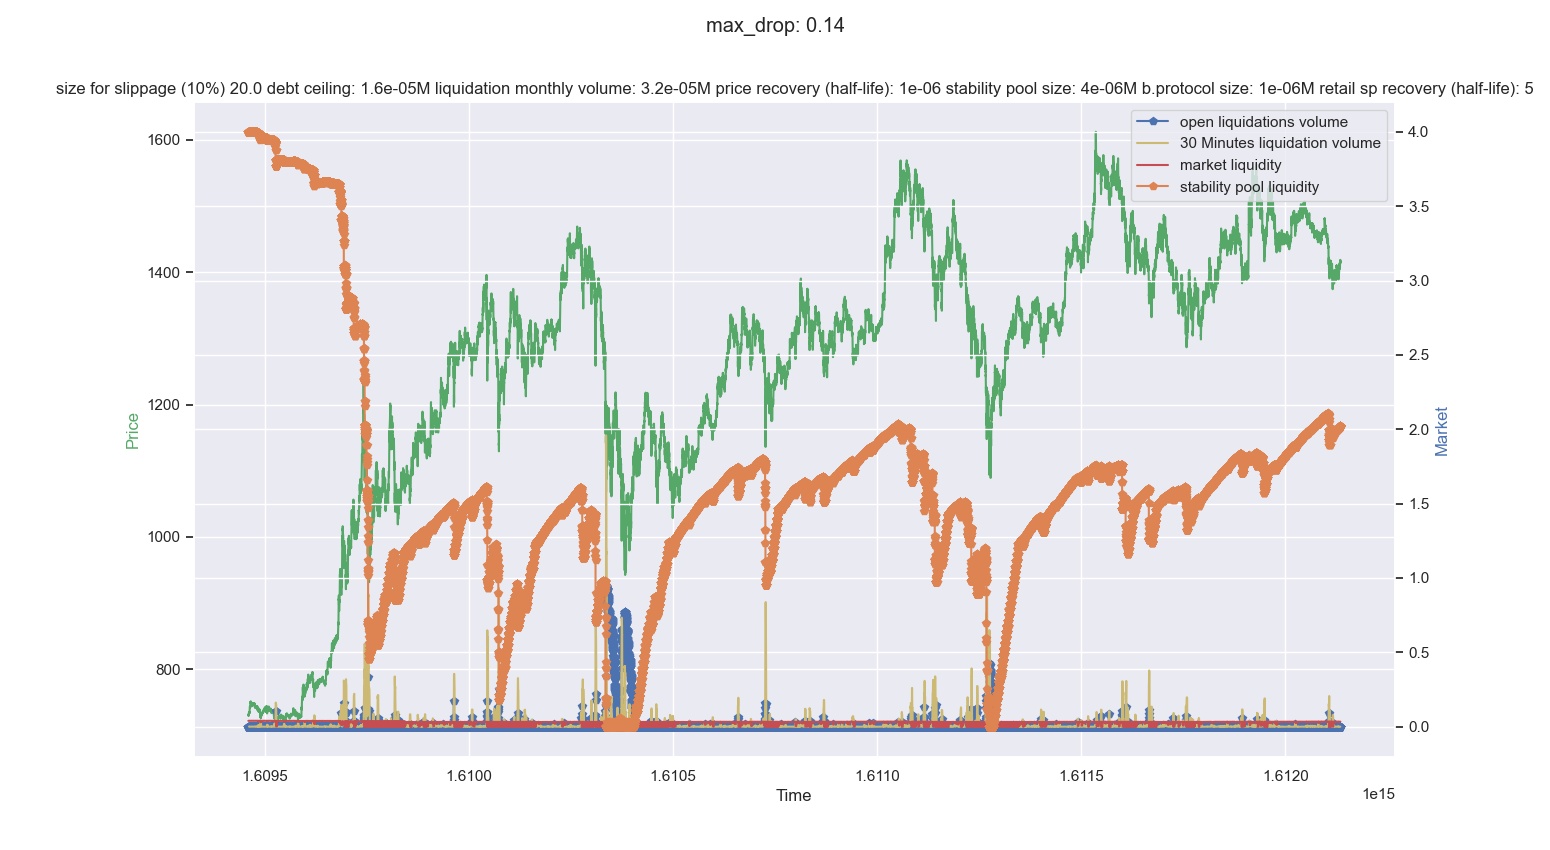 max_drop: 0.14
size for slippage (10%) 20.0 debt ceiling: 1.6e-05M liquidation monthly volume: 3.2e-05M price recovery (half-life): 1e-06 stability pool size: 4e-06M b.protocol size: 1e-06M retail sp recovery (half-life): 5
open liquidations volume
30 Minutes liquidation volume
market liquidity
stability pool liquidity
1600
1400
1200
1000
800
Price
4.0
3.5
3.0
2.5
2.0
1.5
1.0
0.5
0.0
Market
1.6095 1.6100 1.6105 1.6110 1.6115 1.6120
Time
1e15